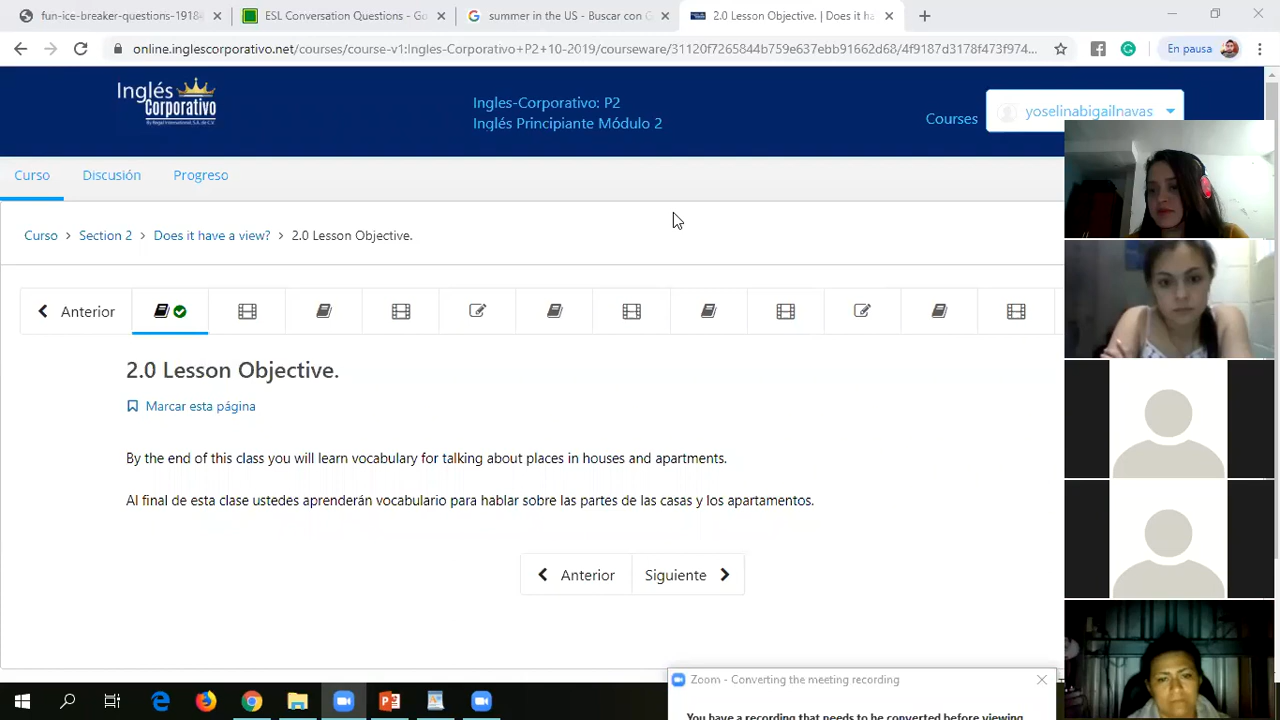 fun-ice-breaker-questions-1918
ESL Conversation Questions - Go
summer in the US - Buscar con G
2.0 Lesson Objective. | Does it ha
online.inglescorporativo.net/courses/course-v1:Ingles-Corporativo+P2+10-2019/courseware/31120f7265844b759e637ebb91662d68/4f9187d3178f473f974...
En pausa
Inglés
Corporativo
Ingles-Corporativo: P2
Inglés Principiante Módulo 2
Courses
yoselinabigailnavas
Curso
Discusión
Progreso
Curso > Section 2 > Does it have a view? > 2.0 Lesson Objective.
Anterior
2.0 Lesson Objective.
Marcar esta página
By the end of this class you will learn vocabulary for talking about places in houses and apartments.
Al final de esta clase ustedes aprenderán vocabulario para hablar sobre las partes de las casas y los apartamentos.
Anterior
Siguiente
Zoom - Converting the meeting recording
You have a recording that needs to be converted before viewing